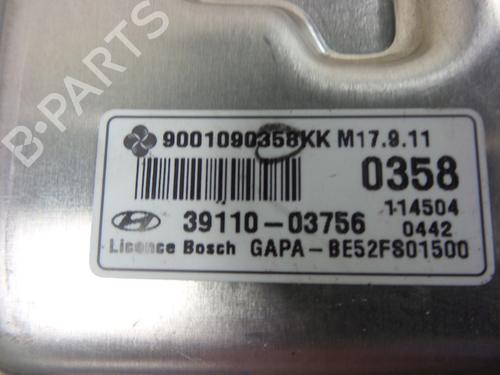 B-PARTS
9001090358KK M17.9.11
0358
114504
39110-03756 0442
Licence Bosch GAPA-BE52FS01500